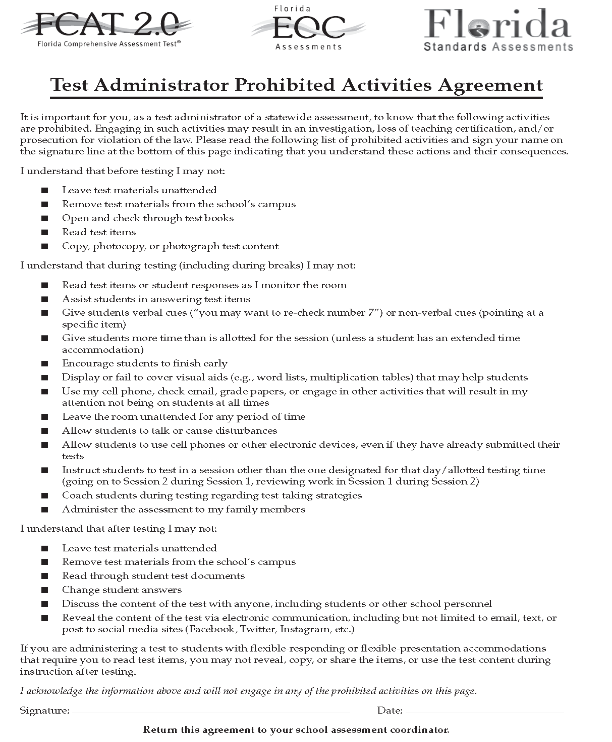 FCAT 2.0
Florida Comprehensive Assessment Test®
Florida
EOC
Assessments
Florida
Standards Assessments
Test Administrator Prohibited Activities Agreement
It is important for you, as a test administrator of a statewide assessment, to know that the following activities
are prohibited. Engaging in such activities may result in an investigation, loss of teaching certification, and/or
prosecution for violation of the law. Please read the following list of prohibited activities and sign your name on
the signature line at the bottom of this page indicating that you understand these actions and their consequences.
I understand that before testing I may not:
■ Leave test materials unattended
■ Remove test materials from the school's campus
■ Open and check through test books
■ Read test items
■ Copy, photocopy, or photograph test content
I understand that during testing (including during breaks) I may not:
■ Read test items or student responses as I monitor the room
■ Assist students in answering test items
■ Give students verbal cues ("you may want to re-check number 7") or non-verbal cues (pointing at a
specific item)
■ Give students more time than is allotted for the session (unless a student has an extended time
accommodation)
■ Encourage students to finish early
■ Display or fail to cover visual aids (e.g., word lists, multiplication tables) that may help students
■ Use my cell phone, check email, grade papers, or engage in other activities that will result in my
attention not being on students at all times
■ Leave the room unattended for any period of time
■ Allow students to talk or cause disturbances
■ Allow students to use cell phones or other electronic devices, even if they have already submitted their
tests
■ Instruct students to test in a session other than the one designated for that day/allotted testing time
(going on to Session 2 during Session 1, reviewing work in Session 1 during Session 2)
■ Coach students during testing regarding test taking strategies
■ Administer the assessment to my family members
I understand that after testing I may not:
■ Leave test materials unattended
■ Remove test materials from the school's campus
■ Read through student test documents
■ Change student answers
■ Discuss the content of the test with anyone, including students or other school personnel
■ Reveal the content of the test via electronic communication, including but not limited to email, text, or
post to social media sites (Facebook, Twitter, Instagram, etc.)
If you are administering a test to students with flexible responding or flexible presentation accommodations
that require you to read test items, you may not reveal, copy, or share the items, or use the test content during
instruction after testing.
I acknowledge the information above and will not engage in any of the prohibited activities on this page.
Signature: Date:
Return this agreement to your school assessment coordinator.